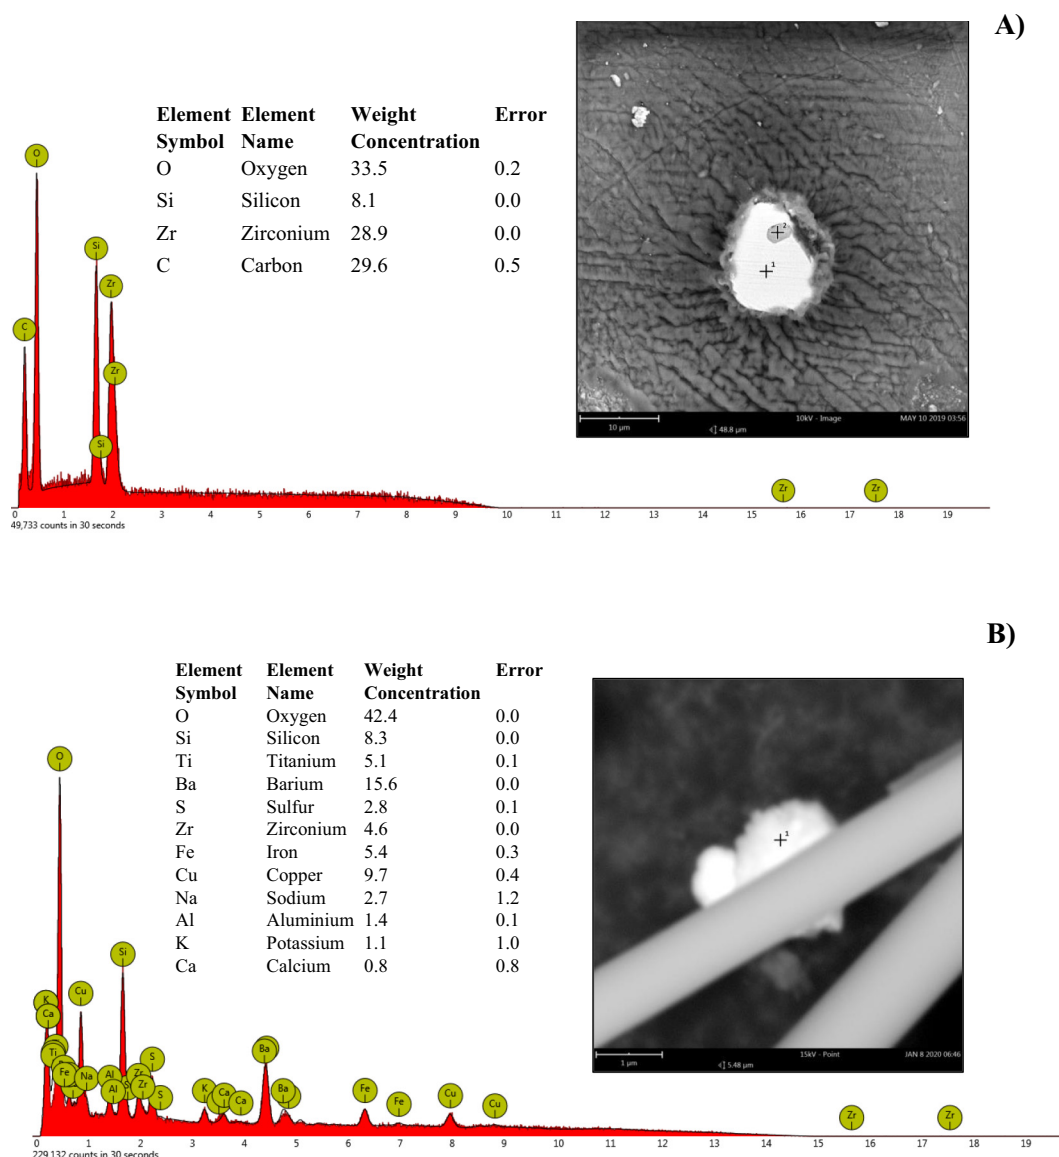 A)
Element Element Weight Error
Symbol Name Concentration
O Oxygen 33.5 0.2
Si Silicon 8.1 0.0
Zr Zirconium 28.9 0.0
C Carbon 29.6 0.5
O
Si
Zr
C
Zr
Si
Zr Zr
1
2
10 µm
48.8 µm
10kV - Image
MAY 10 2019 03:56
0 1 2 3 4 5 6 7 8 9 10 11 12 13 14 15 16 17 18 19
49,733 counts in 30 seconds
B)
Element Element Weight Error
Symbol Name Concentration
O Oxygen 42.4 0.0
Si Silicon 8.3 0.0
Ti Titanium 5.1 0.1
Ba Barium 15.6 0.0
S Sulfur 2.8 0.1
Zr Zirconium 4.6 0.0
Fe Iron 5.4 0.3
Cu Copper 9.7 0.4
Na Sodium 2.7 1.2
Al Aluminium 1.4 0.1
K Potassium 1.1 1.0
Ca Calcium 0.8 0.8
O
Si
K
Cu
Ca
Ti
Fe
Na
Al
Al
Zr
Zr
S
S
K
Ca
Ca
Ba
Ba
Fe
Fe
Cu
Cu
Zr Zr
1
1 µm
5.48 µm
15kV - Point
JAN 8 2020 06:46
0 1 2 3 4 5 6 7 8 9 10 11 12 13 14 15 16 17 18 19
229,132 counts in 30 seconds